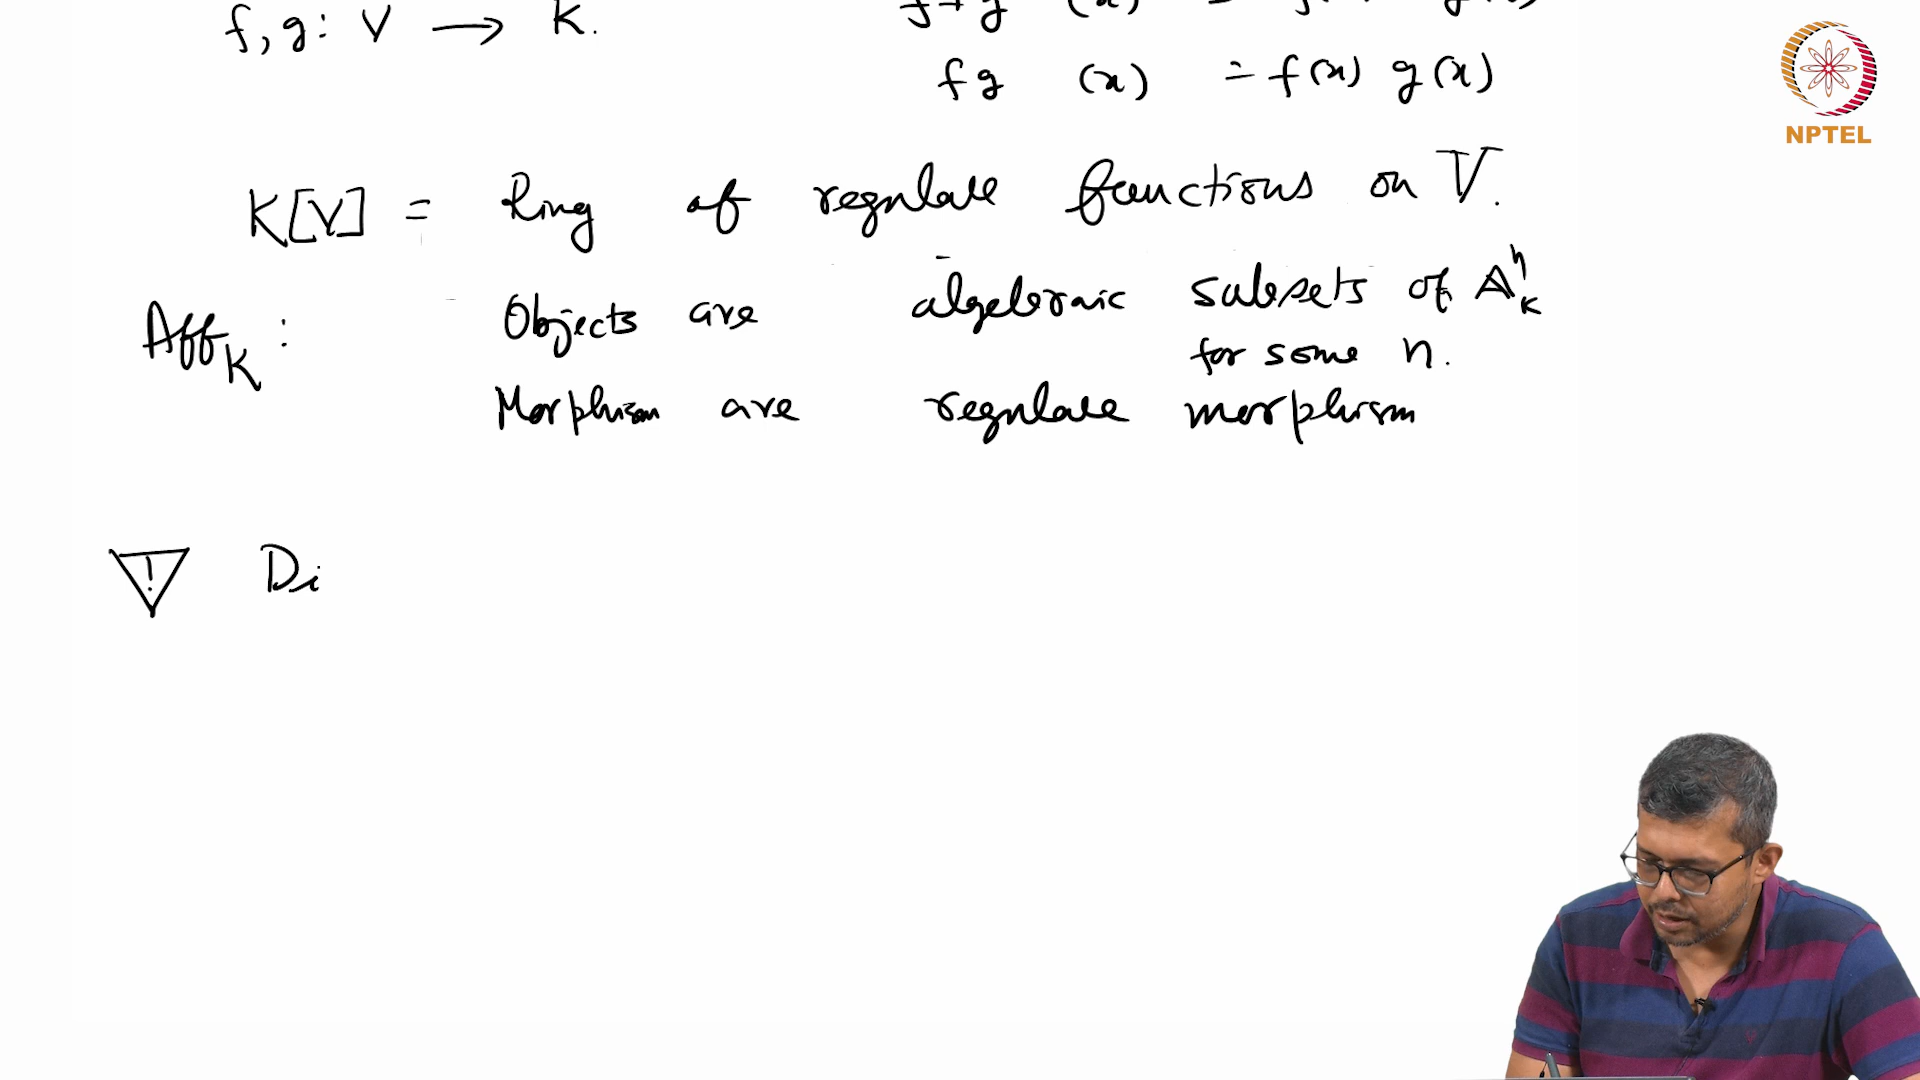 f, g : V ⟶ K.
f+g (x) =
fg (x) = f(x) g(x)
NPTEL
K[V] = Ring of regular functions on V.
Aff_K : Objects are algebraic subsets of 𝔸ⁿ_K
for some n.
Morphism are regular morphism
! Di